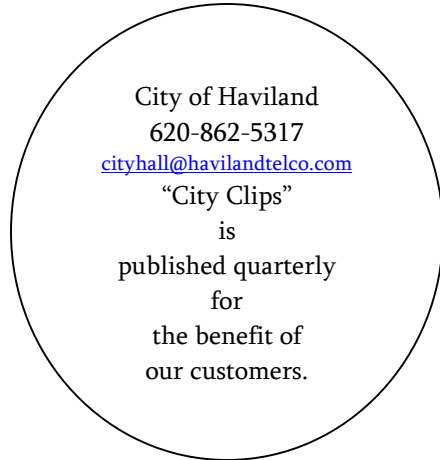 City of Haviland
620-862-5317
cityhall@havilandtelco.com
“City Clips”
is
published quarterly
for
the benefit of
our customers.